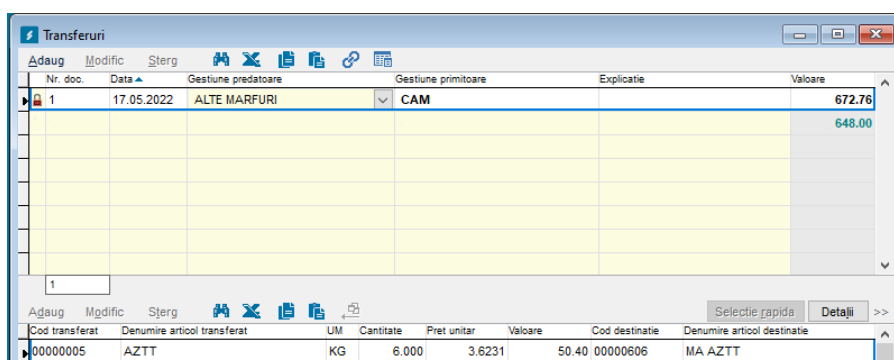 Transferuri
Adaug Modific Sterg
Nr. doc. Data Gestiune predatoare Gestiune primitoare Explicatie Valoare
1 17.05.2022 ALTE MARFURI CAM 672.76
648.00
1
Adaug Modific Sterg Selectie rapida Detalii >>
Cod transferat Denumire articol transferat UM Cantitate Pret unitar Valoare Cod destinatie Denumire articol destinatie
00000005 AZTT KG 6.000 3.6231 50.40 00000606 MA AZTT